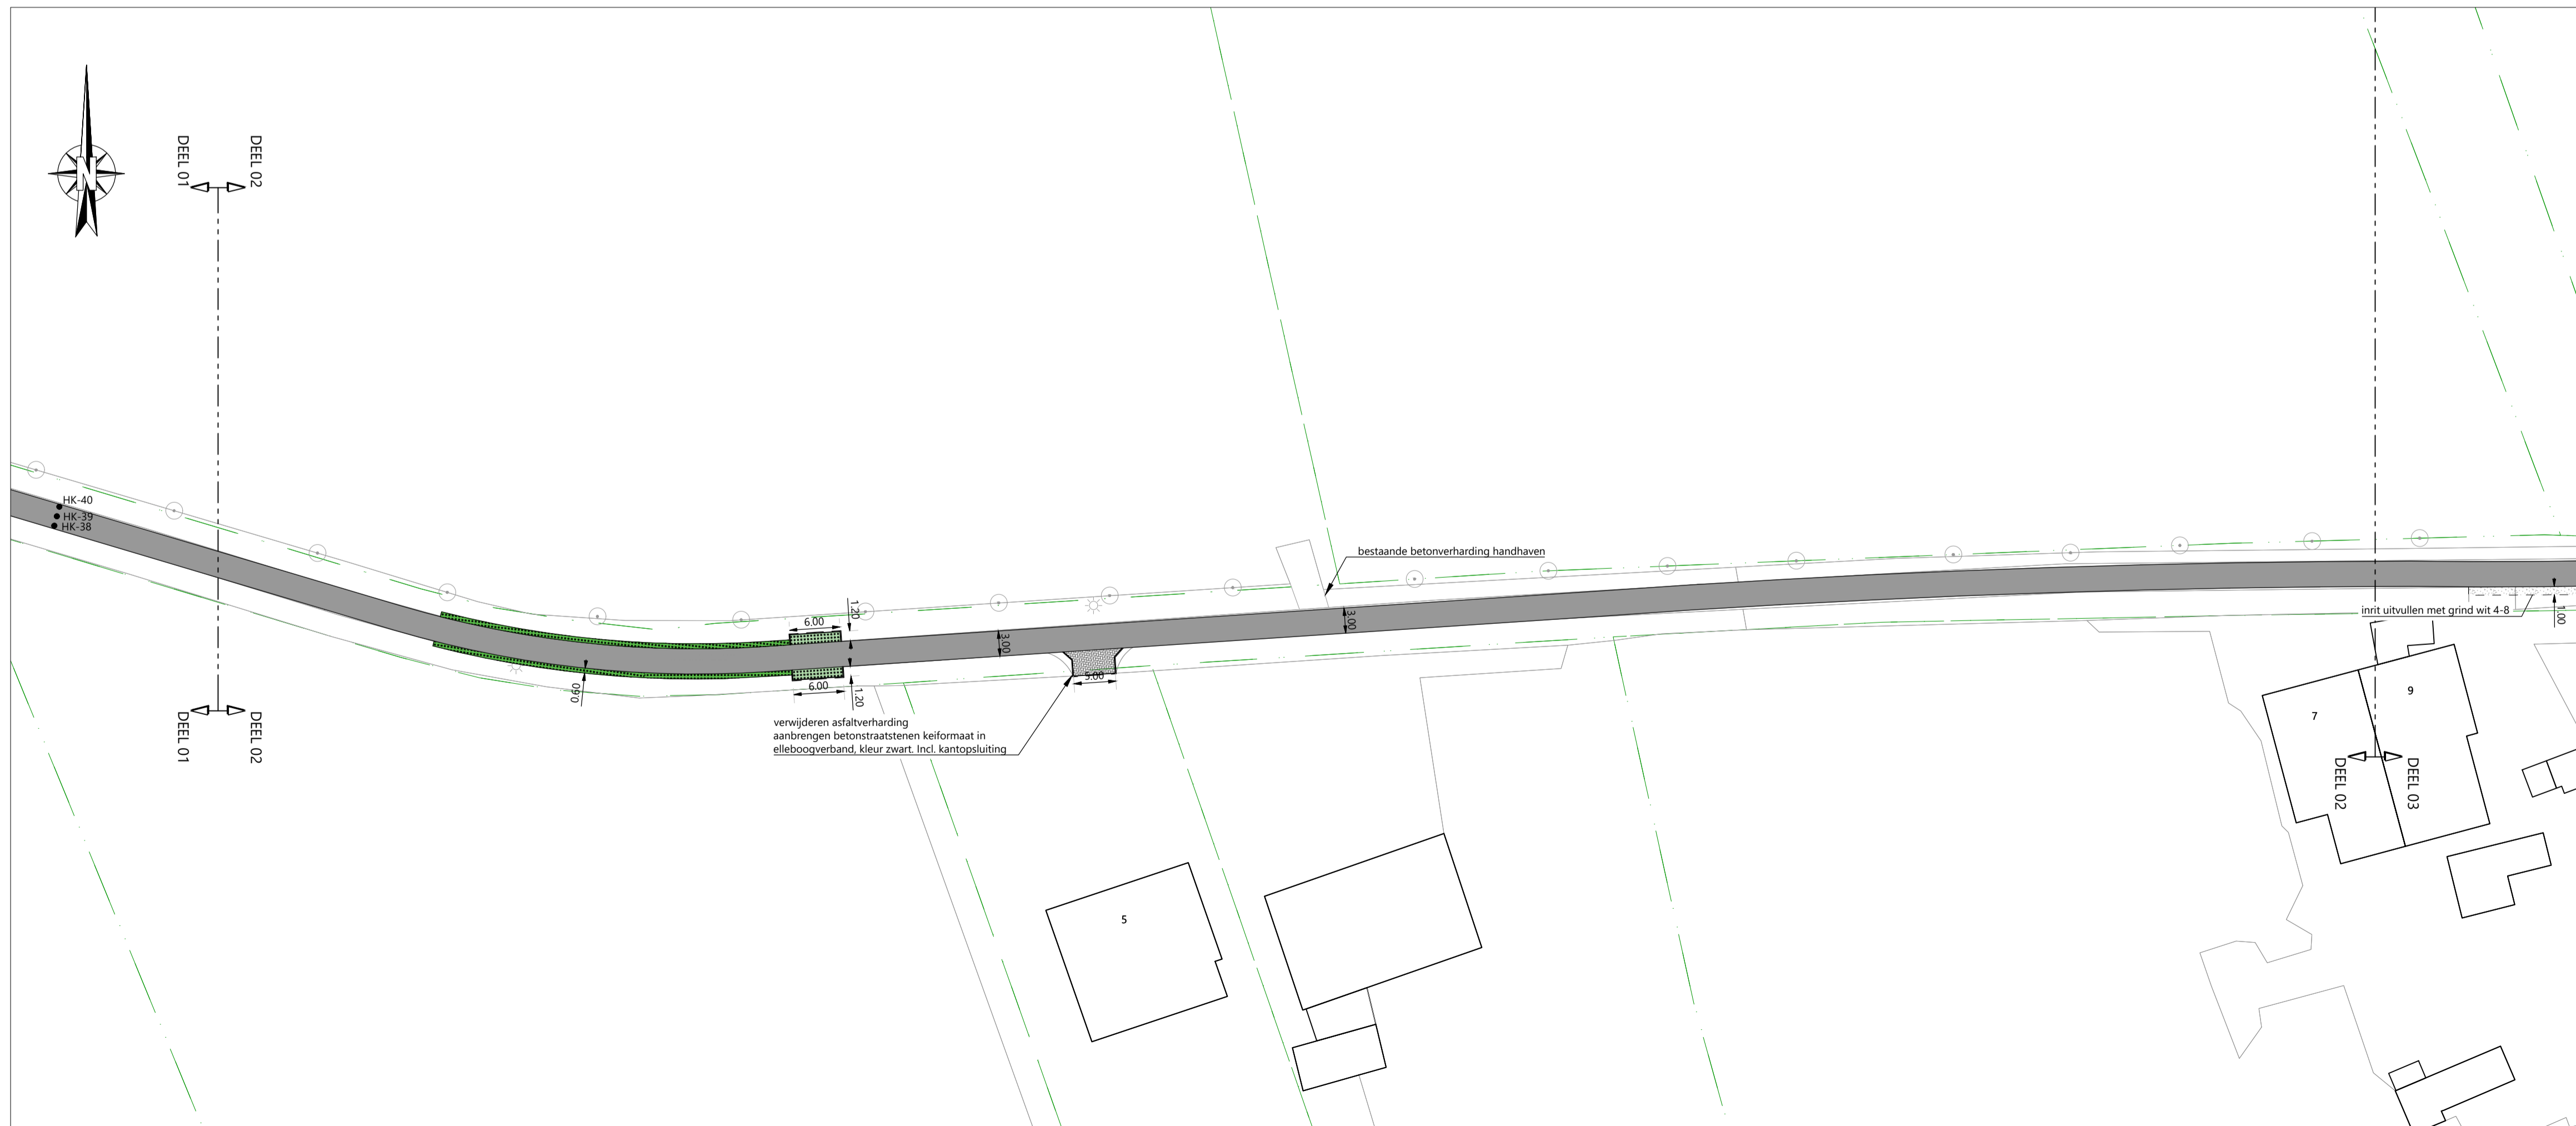 DEEL 01
DEEL 02
N
HK-40
HK-39
HK-38
DEEL 01
DEEL 02
0.60
6.00
1.20
6.00
1.20
3.00
5.00
verwijderen asfaltverharding
aanbrengen betonstraatstenen keiformaat in
elleboogverband, kleur zwart. Incl. kantopsluiting
bestaande betonverharding handhaven
3.00
inrit uitvullen met grind wit 4-8
1.00
5
7
9
DEEL 02
DEEL 03